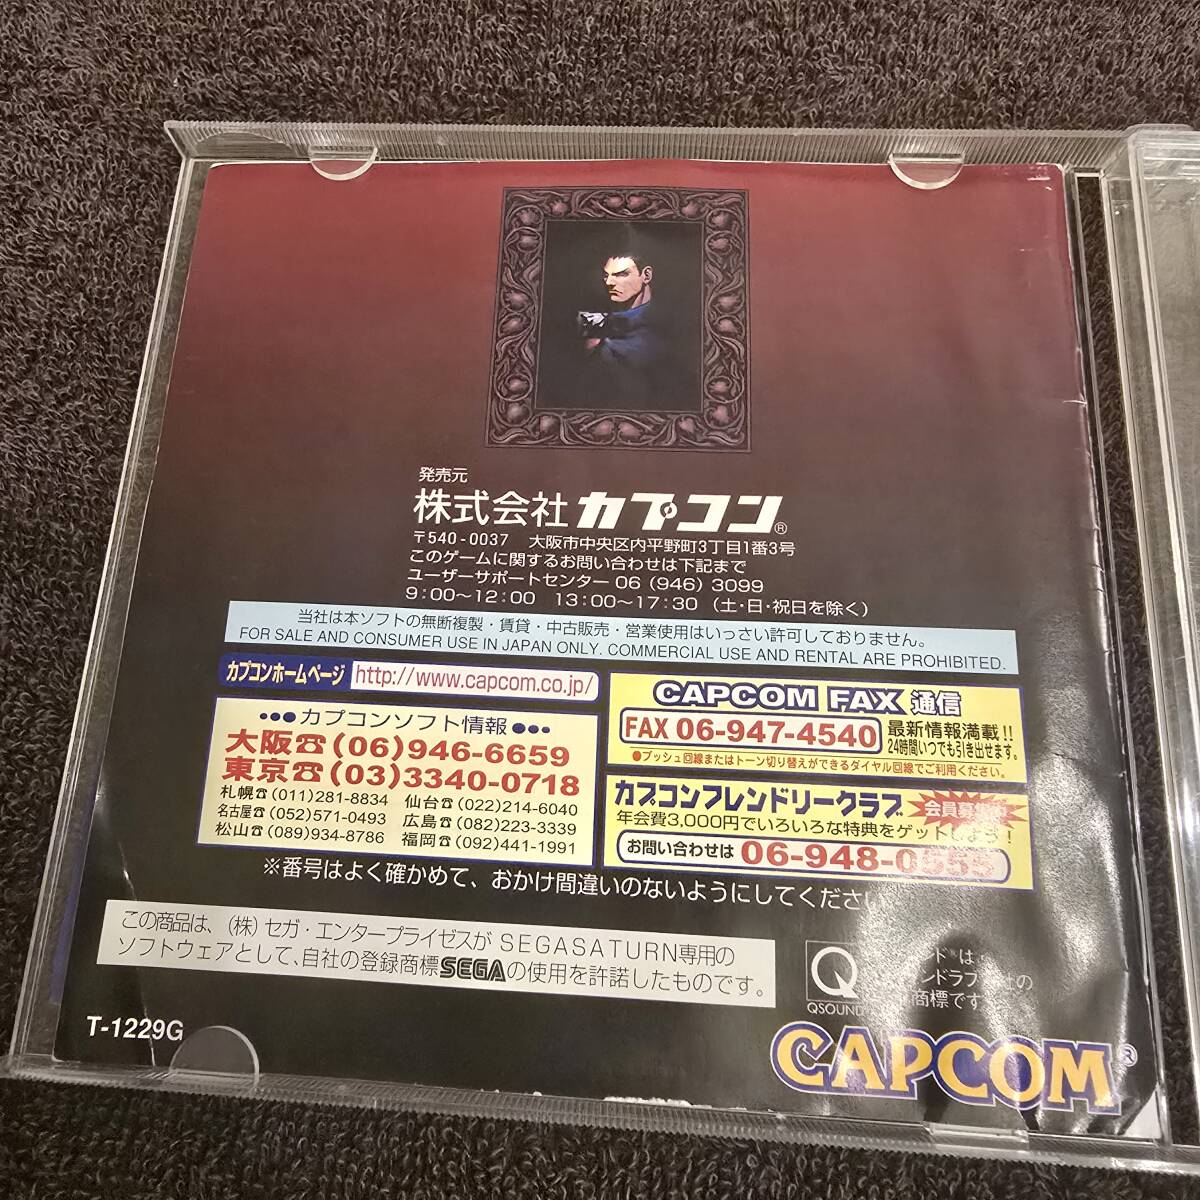 発売元
株式会社 カプコン®
〒540-0037 大阪市中央区内平野町3丁目1番3号
このゲームに関するお問い合わせは下記まで
ユーザーサポートセンター 06(946)3099
9:00〜12:00 13:00〜17:30 (土・日・祝日を除く)
当社は本ソフトの無断複製・賃貸・中古販売・営業使用はいっさい許可しておりません。
FOR SALE AND CONSUMER USE IN JAPAN ONLY. COMMERCIAL USE AND RENTAL ARE PROHIBITED.
カプコンホームページ http://www.capcom.co.jp/
●カプコンソフト情報●
大阪☎(06)946-6659
東京☎(03)3340-0718
札幌☎(011)281-8834 仙台☎(022)214-6040
名古屋☎(052)571-0493 広島☎(082)223-3339
松山☎(089)934-8786 福岡☎(092)441-1991
CAPCOM FAX 通信
FAX 06-947-4540 最新情報満載!!
24時間いつでも引き出せます。
●プッシュ回線またはトーン切り替えができるダイヤル回線でご利用ください。
カプコンフレンドリークラブ 会員募集中
年会費3,000円でいろいろな特典をゲットしよう!
お問い合わせは 06-948-
※番号はよく確かめて、おかけ間違いのないようにしてください
この商品は、(株)セガ・エンタープライゼスが SEGASATURN専用の
ソフトウェアとして、自社の登録商標SEGAの使用を許諾したものです。
Q
QSOUND
商標です
T-1229G
CAPCOM®